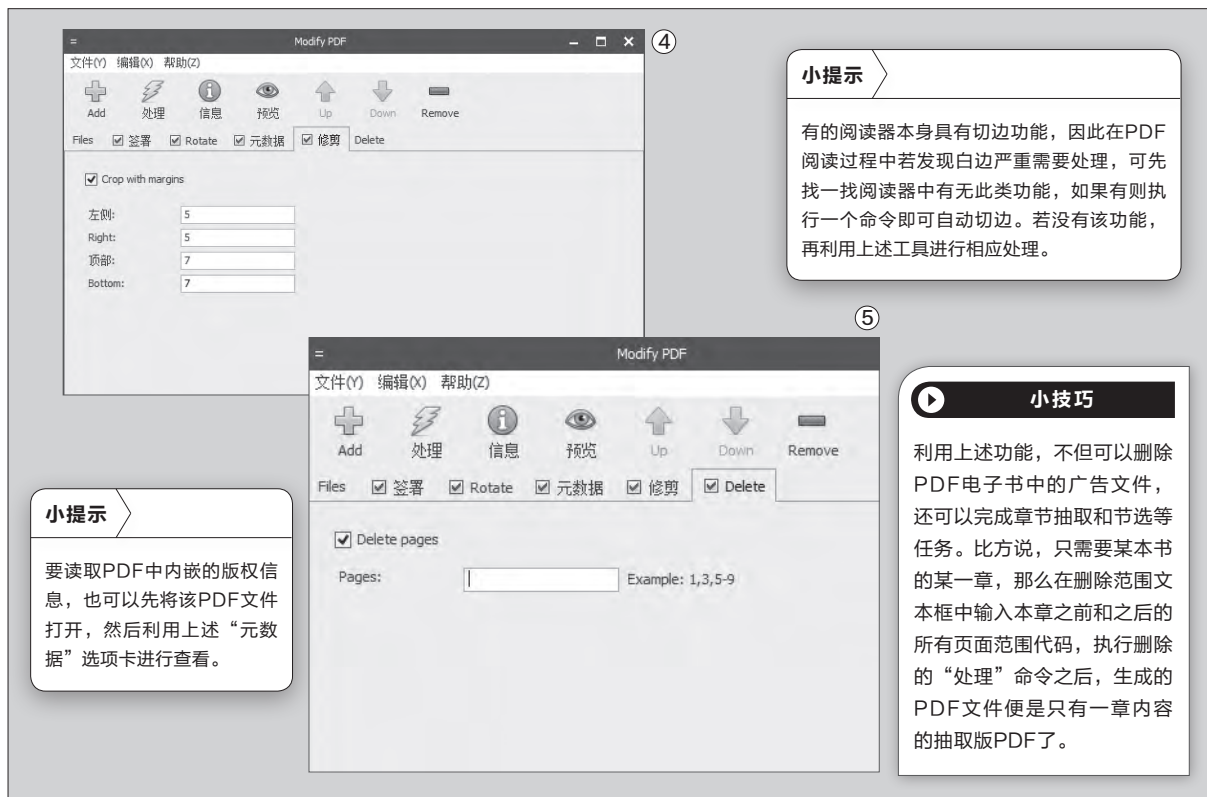 = Modify PDF
④
文件(Y) 编辑(X) 帮助(Z)
Add 处理 信息 预览 Up Down Remove
Files 签署 Rotate 元数据 修剪 Delete
Crop with margins
左侧: 5
Right: 5
顶部: 7
Bottom: 7
小提示
有的阅读器本身具有切边功能，因此在PDF
阅读过程中若发现白边严重需要处理，可先
找一找阅读器中有无此类功能，如果有则执
行一个命令即可自动切边。若没有该功能，
再利用上述工具进行相应处理。
⑤
= Modify PDF
文件(Y) 编辑(X) 帮助(Z)
Add 处理 信息 预览 Up Down Remove
Files 签署 Rotate 元数据 修剪 Delete
Delete pages
Pages: Example: 1,3,5-9
小提示
要读取PDF中内嵌的版权信
息，也可以先将该PDF文件
打开，然后利用上述“元数
据”选项卡进行查看。
小技巧
利用上述功能，不但可以删除
PDF电子书中的广告文件，
还可以完成章节抽取和节选等
任务。比方说，只需要某本书
的某一章，那么在删除范围文
本框中输入本章之前和之后的
所有页面范围代码，执行删除
的“处理”命令之后，生成的
PDF文件便是只有一章内容
的抽取版PDF了。